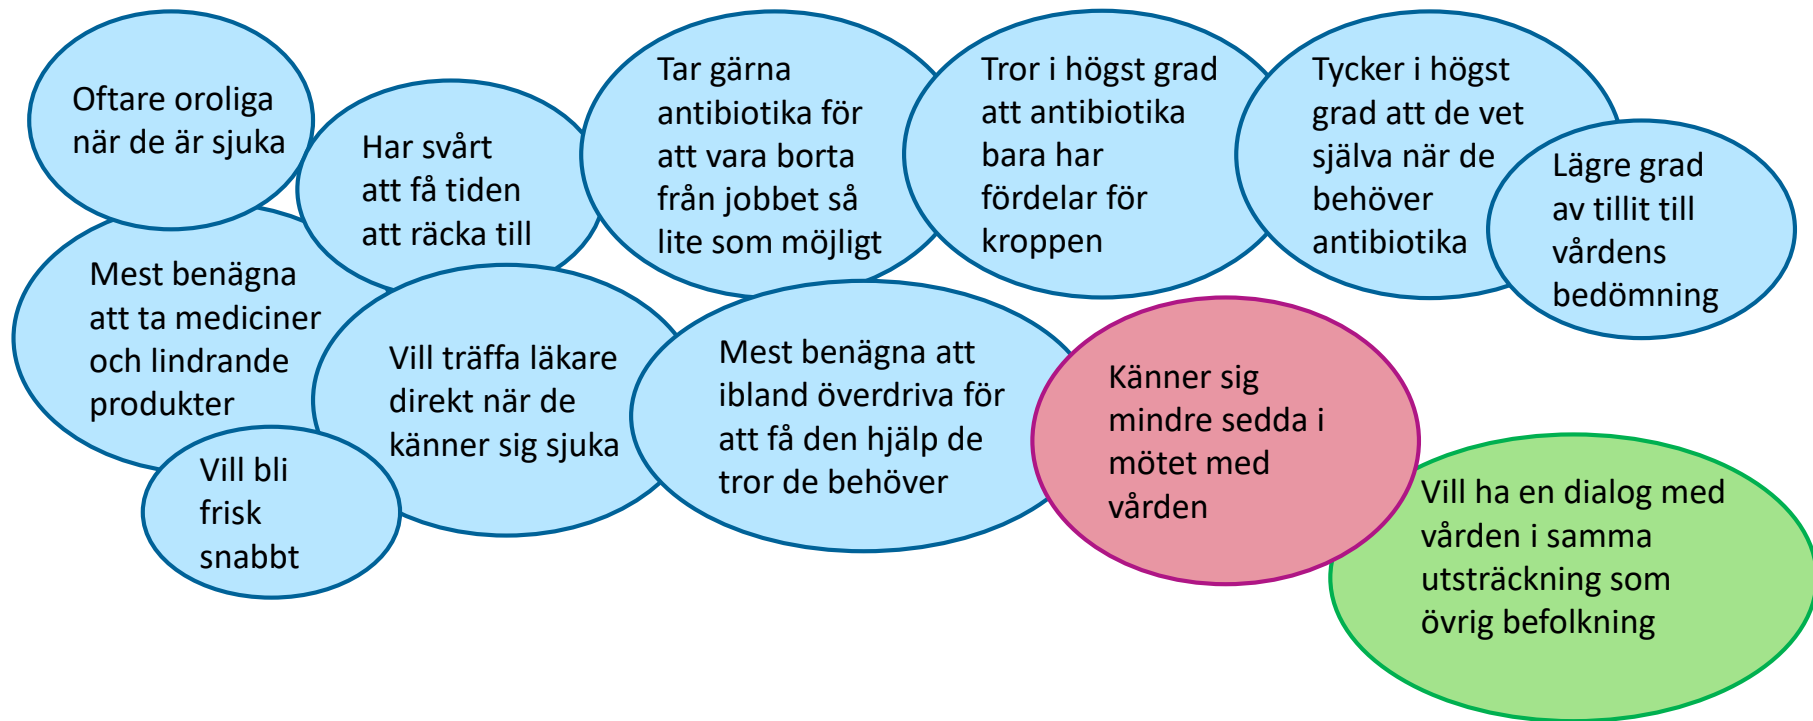 Oftare oroliga
när de är sjuka
Har svårt
att få tiden
att räcka till
Tar gärna
antibiotika för
att vara borta
från jobbet så
lite som möjligt
Tror i högst grad
att antibiotika
bara har
fördelar för
kroppen
Tycker i högst
grad att de vet
själva när de
behöver
antibiotika
Lägre grad
av tillit till
vårdens
bedömning
Mest benägna
att ta mediciner
och lindrande
produkter
Vill träffa läkare
direkt när de
känner sig sjuka
Mest benägna att
ibland överdriva för
att få den hjälp de
tror de behöver
Känner sig
mindre sedda i
mötet med
vården
Vill bli
frisk
snabbt
Vill ha en dialog med
vården i samma
utsträckning som
övrig befolkning